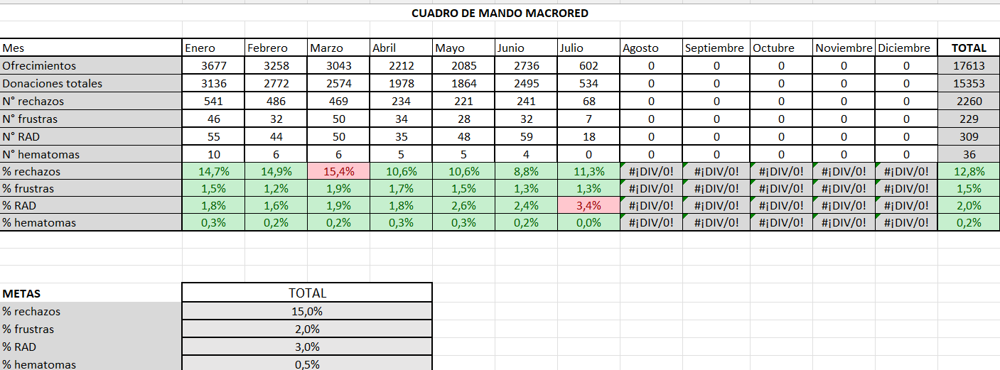 CUADRO DE MANDO MACRORED
Mes Enero Febrero Marzo Abril Mayo Junio Julio Agosto Septiembre Octubre Noviembre Diciembre TOTAL
Ofrecimientos 3677 3258 3043 2212 2085 2736 602 0 0 0 0 0 17613
Donaciones totales 3136 2772 2574 1978 1864 2495 534 0 0 0 0 0 15353
N° rechazos 541 486 469 234 221 241 68 0 0 0 0 0 2260
N° frustras 46 32 50 34 28 32 7 0 0 0 0 0 229
N° RAD 55 44 50 35 48 59 18 0 0 0 0 0 309
N° hematomas 10 6 6 5 5 4 0 0 0 0 0 0 36
% rechazos 14,7% 14,9% 15,4% 10,6% 10,6% 8,8% 11,3% #¡DIV/0! #¡DIV/0! #¡DIV/0! #¡DIV/0! #¡DIV/0! 12,8%
% frustras 1,5% 1,2% 1,9% 1,7% 1,5% 1,3% 1,3% #¡DIV/0! #¡DIV/0! #¡DIV/0! #¡DIV/0! #¡DIV/0! 1,5%
% RAD 1,8% 1,6% 1,9% 1,8% 2,6% 2,4% 3,4% #¡DIV/0! #¡DIV/0! #¡DIV/0! #¡DIV/0! #¡DIV/0! 2,0%
% hematomas 0,3% 0,2% 0,2% 0,3% 0,3% 0,2% 0,0% #¡DIV/0! #¡DIV/0! #¡DIV/0! #¡DIV/0! #¡DIV/0! 0,2%
METAS TOTAL
% rechazos 15,0%
% frustras 2,0%
% RAD 3,0%
% hematomas 0,5%